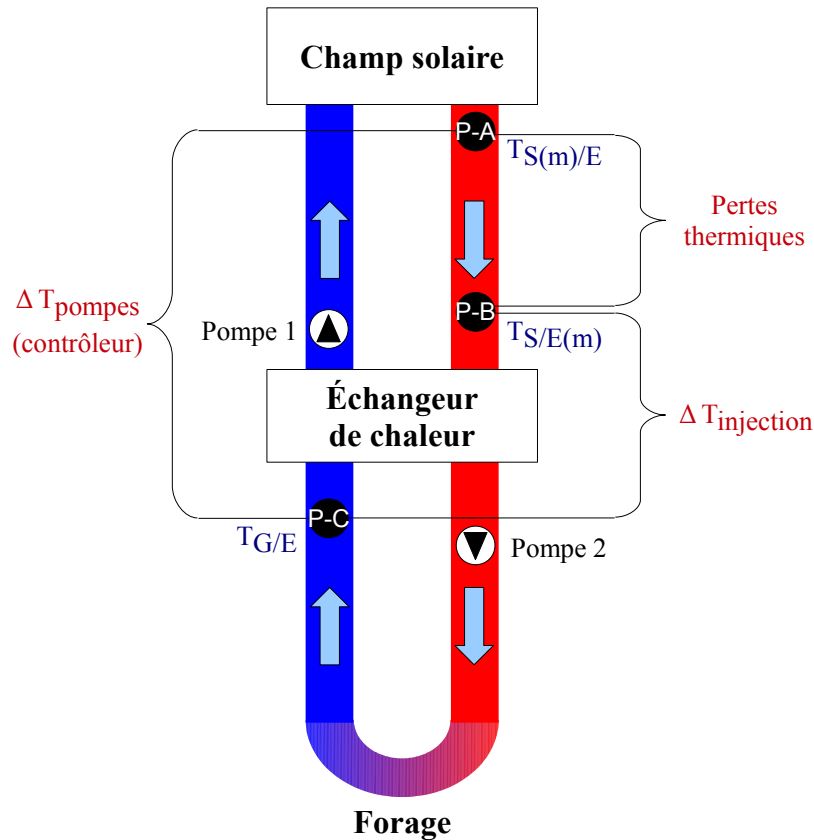 Champ solaire
P-A
TS(m)/E
Pertes
thermiques
Δ Tpompes
(contrôleur)
Pompe 1
P-B
TS/E(m)
Échangeur
de chaleur
Δ Tinjection
P-C
TG/E
Pompe 2
Forage